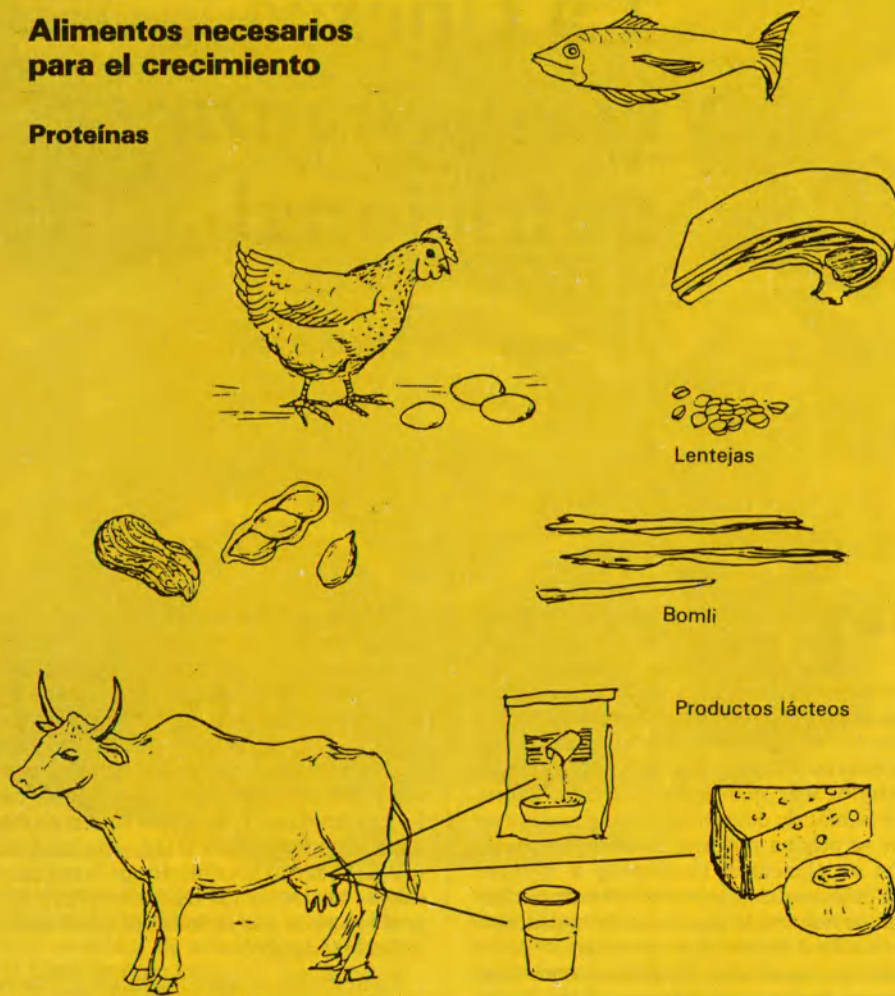 Alimentos necesarios
para el crecimiento
Proteínas
Lentejas
Bomli
Productos lácteos